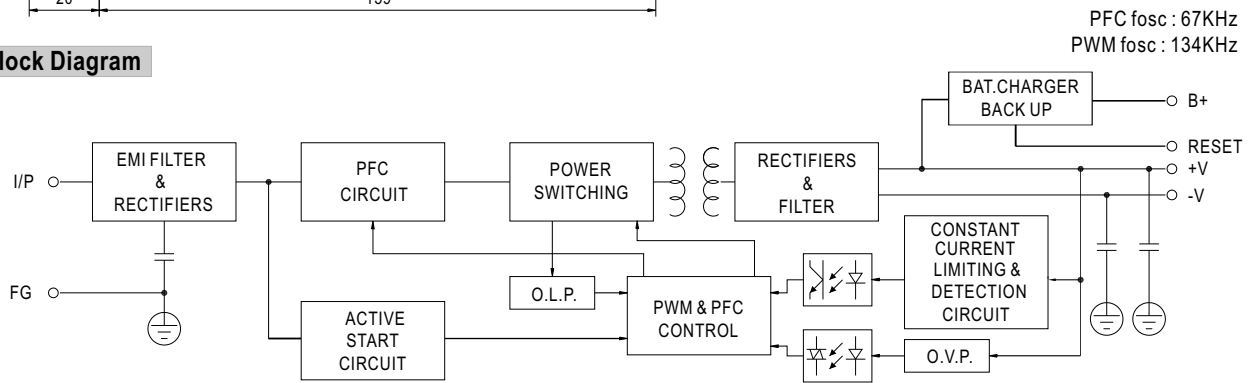 PFC fosc : 67KHz
PWM fosc : 134KHz
lock Diagram
BAT.CHARGER
BACK UP
B+
RESET
EMI FILTER
&
RECTIFIERS
PFC
CIRCUIT
POWER
SWITCHING
RECTIFIERS
&
FILTER
I/P
+V
-V
CONSTANT
CURRENT
LIMITING &
DETECTION
CIRCUIT
FG
O.L.P.
PWM & PFC
CONTROL
ACTIVE
START
CIRCUIT
O.V.P.